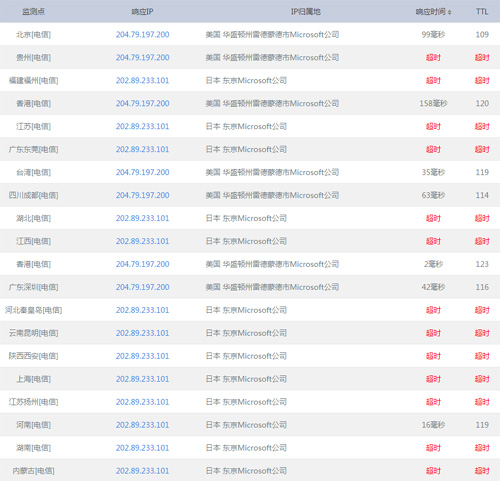 监测点 响应IP IP归属地 响应时间 TTL
北京[电信] 204.79.197.200 美国 华盛顿州雷德蒙德市Microsoft公司 99毫秒 109
贵州[电信] 204.79.197.200 美国 华盛顿州雷德蒙德市Microsoft公司 超时 超时
福建福州[电信] 202.89.233.101 日本 东京Microsoft公司 超时 超时
香港[电信] 204.79.197.200 美国 华盛顿州雷德蒙德市Microsoft公司 158毫秒 120
江苏[电信] 202.89.233.101 日本 东京Microsoft公司 超时 超时
广东东莞[电信] 202.89.233.101 日本 东京Microsoft公司 超时 超时
台湾[电信] 204.79.197.200 美国 华盛顿州雷德蒙德市Microsoft公司 35毫秒 119
四川成都[电信] 204.79.197.200 美国 华盛顿州雷德蒙德市Microsoft公司 63毫秒 114
湖北[电信] 202.89.233.101 日本 东京Microsoft公司 超时 超时
江西[电信] 202.89.233.101 日本 东京Microsoft公司 超时 超时
香港[电信] 204.79.197.200 美国 华盛顿州雷德蒙德市Microsoft公司 2毫秒 123
广东深圳[电信] 204.79.197.200 美国 华盛顿州雷德蒙德市Microsoft公司 42毫秒 116
河北秦皇岛[电信] 202.89.233.101 日本 东京Microsoft公司 超时 超时
云南昆明[电信] 202.89.233.101 日本 东京Microsoft公司 超时 超时
陕西西安[电信] 202.89.233.101 日本 东京Microsoft公司 超时 超时
上海[电信] 202.89.233.101 日本 东京Microsoft公司 超时 超时
江苏扬州[电信] 202.89.233.101 日本 东京Microsoft公司 超时 超时
河南[电信] 202.89.233.101 日本 东京Microsoft公司 16毫秒 119
湖南[电信] 202.89.233.101 日本 东京Microsoft公司 超时 超时
内蒙古[电信] 202.89.233.101 日本 东京Microsoft公司 超时 超时